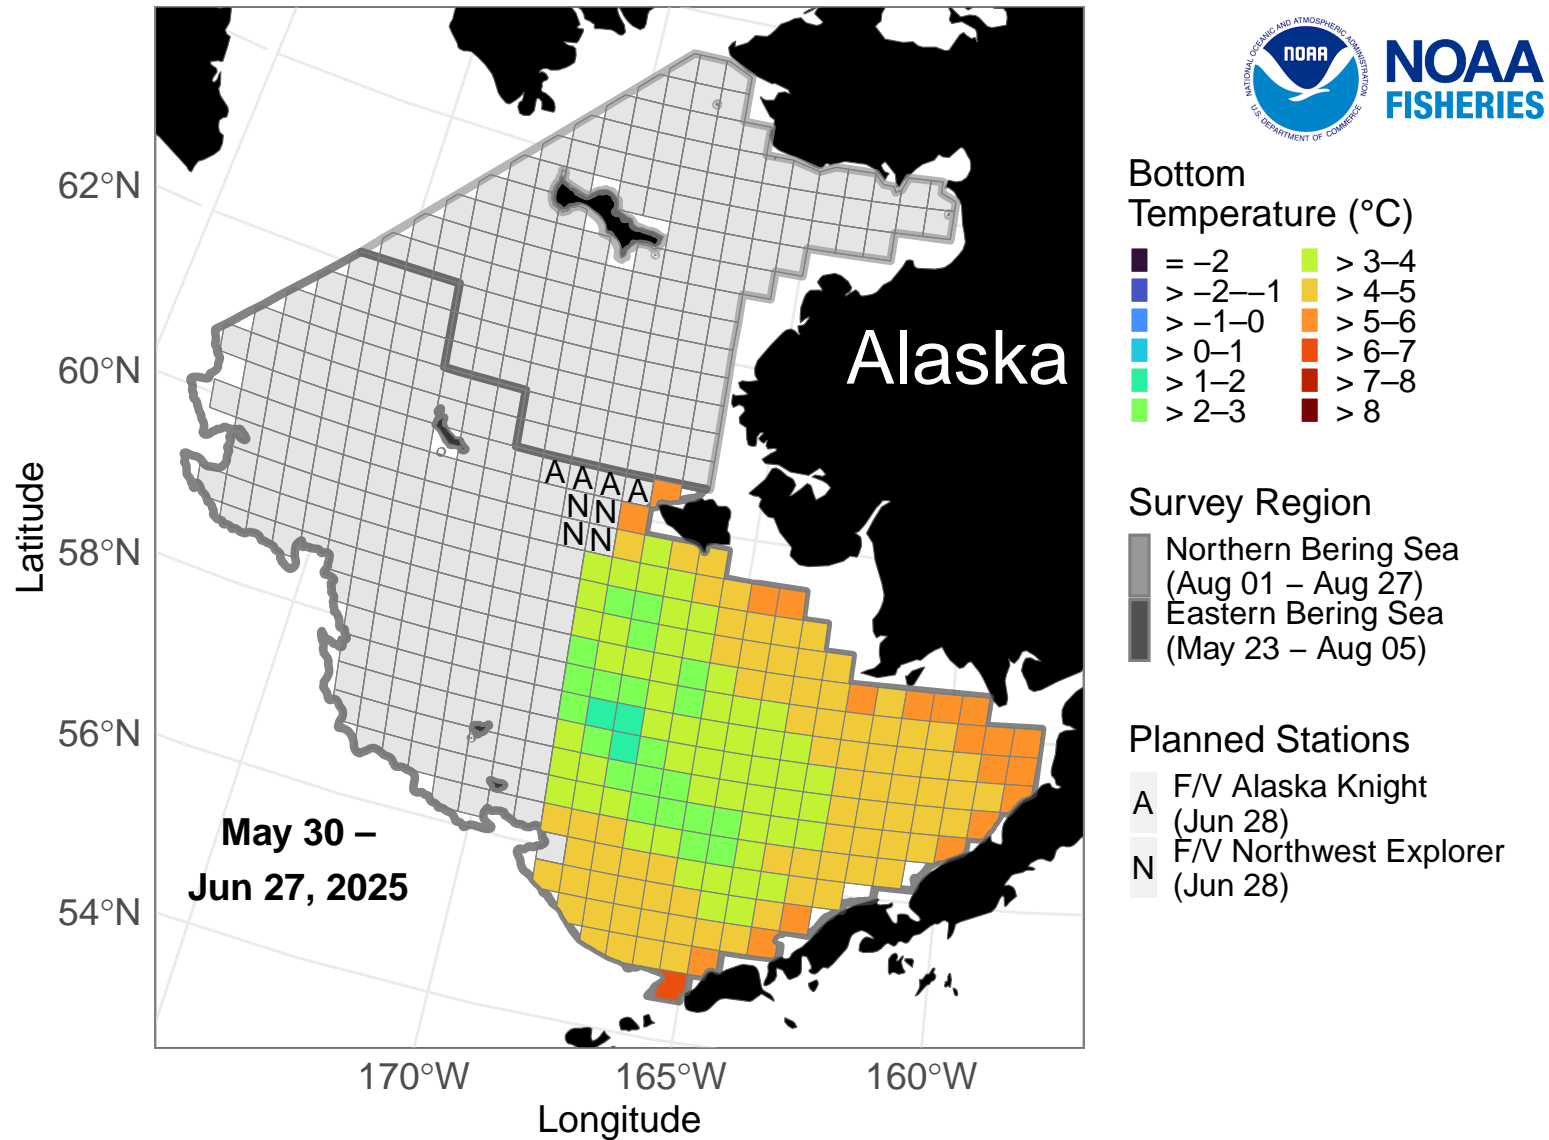 NATIONAL OCEANIC AND ATMOSPHERIC ADMINISTRATION
U.S. DEPARTMENT OF COMMERCE
NOAA
NOAA
FISHERIES
Bottom
Temperature (°C)
= −2
> −2−−1
> −1−0
> 0−1
> 1−2
> 2−3
> 3−4
> 4−5
> 5−6
> 6−7
> 7−8
> 8
Survey Region
Northern Bering Sea
(Aug 01 − Aug 27)
Eastern Bering Sea
(May 23 − Aug 05)
Planned Stations
A F/V Alaska Knight
(Jun 28)
N F/V Northwest Explorer
(Jun 28)
Alaska
A A A A
N N
N N
May 30 –
Jun 27, 2025
Latitude
62°N
60°N
58°N
56°N
54°N
170°W 165°W 160°W
Longitude